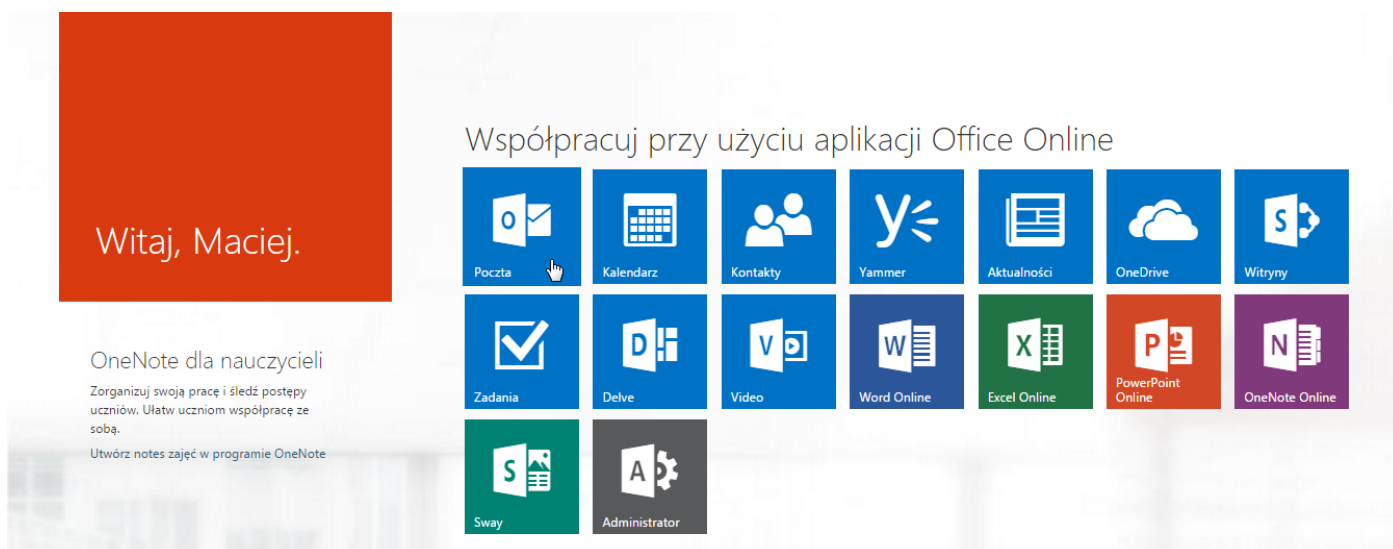 Witaj, Maciej.
OneNote dla nauczycieli
Zorganizuj swoją pracę i śledź postępy
uczniów. Ułatw uczniom współpracę ze
sobą.
Utwórz notes zajęć w programie OneNote
Współpracuj przy użyciu aplikacji Office Online
Poczta
Kalendarz
Kontakty
Yammer
Aktualności
OneDrive
Witryny
Zadania
Delve
Video
Word Online
Excel Online
PowerPoint
Online
OneNote Online
Sway
Administrator